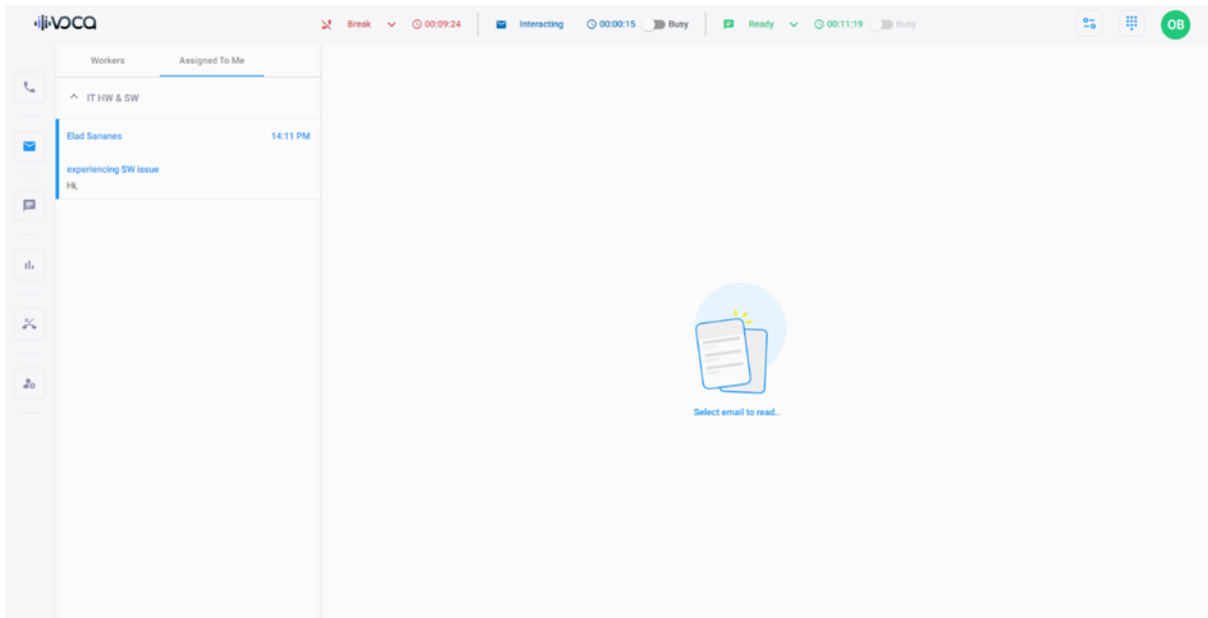 VOCA
Break 00:09:24 Interacting 00:00:15 Busy Ready 00:11:19 Busy OB
Workers Assigned To Me
IT HW & SW
Elad Sananes 14:11 PM
experiencing SW issue
Hi,
Select email to read..